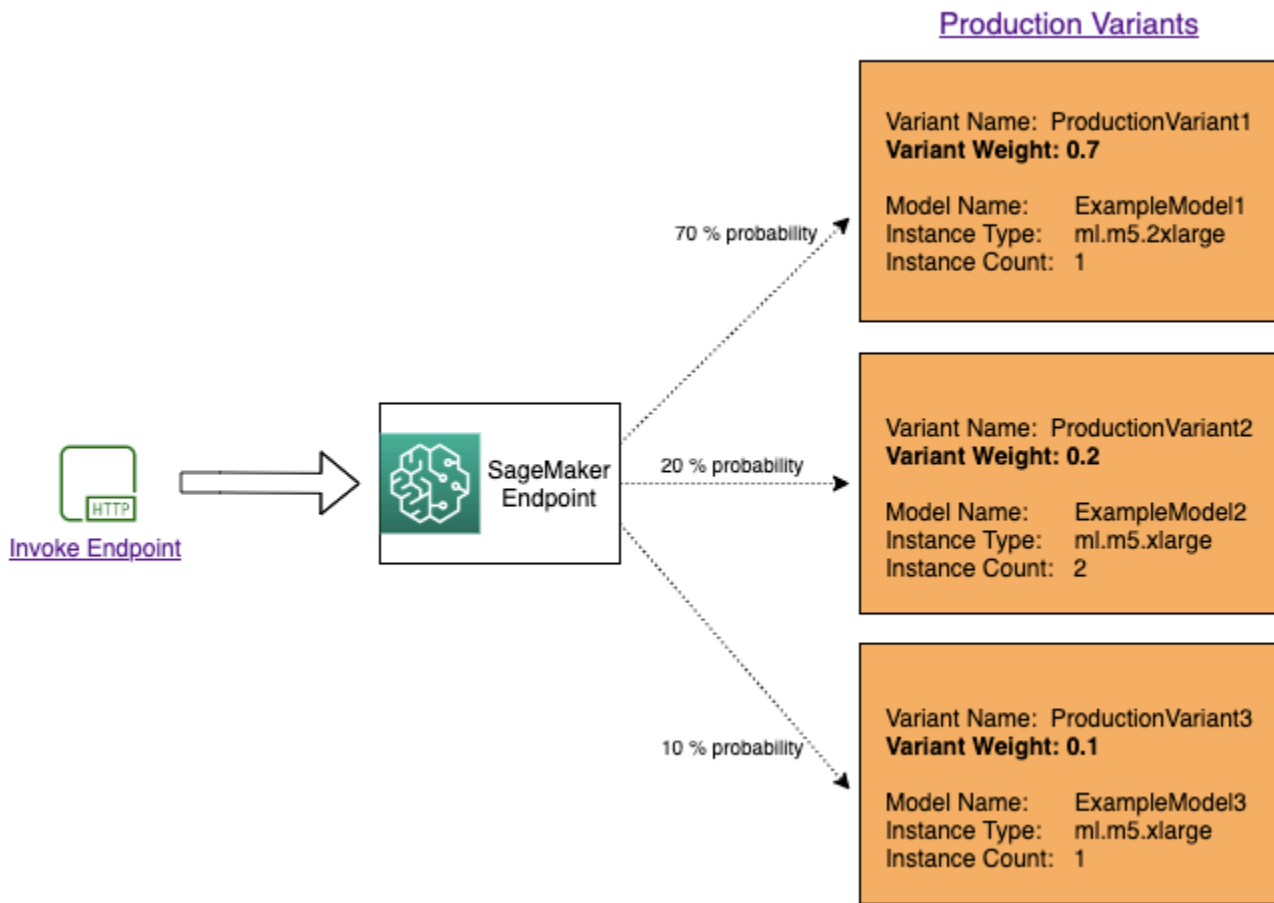 Production Variants
Variant Name: ProductionVariant1
Variant Weight: 0.7
Model Name: ExampleModel1
Instance Type: ml.m5.2xlarge
Instance Count: 1
70 % probability
Variant Name: ProductionVariant2
Variant Weight: 0.2
Model Name: ExampleModel2
Instance Type: ml.m5.xlarge
Instance Count: 2
20 % probability
SageMaker
Endpoint
HTTP
Invoke Endpoint
Variant Name: ProductionVariant3
Variant Weight: 0.1
Model Name: ExampleModel3
Instance Type: ml.m5.xlarge
Instance Count: 1
10 % probability